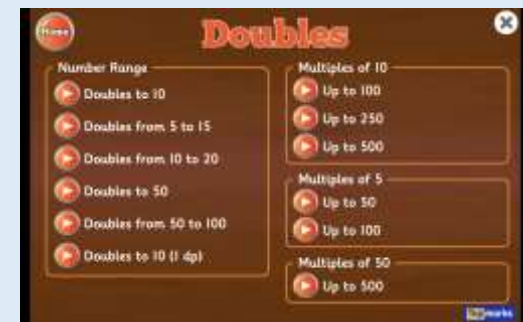 Home
Doubles
Number Range
Doubles to 10
Doubles from 5 to 15
Doubles from 10 to 20
Doubles to 50
Doubles from 50 to 100
Doubles to 10 (1 dp)
Multiples of 10
Up to 100
Up to 250
Up to 500
Multiples of 5
Up to 50
Up to 100
Multiples of 50
Up to 500
Topmarks